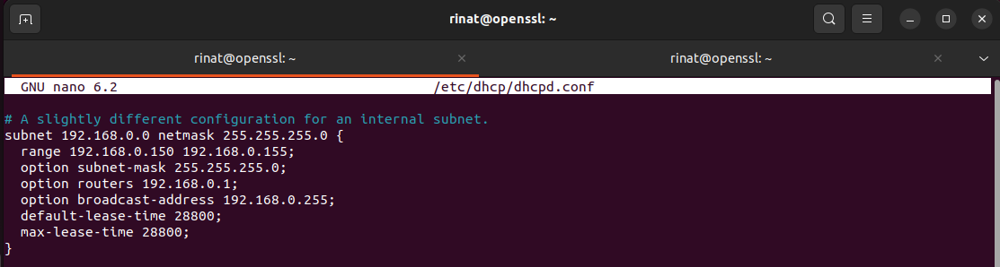 rinat@openssl: ~
rinat@openssl: ~
rinat@openssl: ~
GNU nano 6.2 /etc/dhcp/dhcpd.conf
# A slightly different configuration for an internal subnet.
subnet 192.168.0.0 netmask 255.255.255.0 {
  range 192.168.0.150 192.168.0.155;
  option subnet-mask 255.255.255.0;
  option routers 192.168.0.1;
  option broadcast-address 192.168.0.255;
  default-lease-time 28800;
  max-lease-time 28800;
}